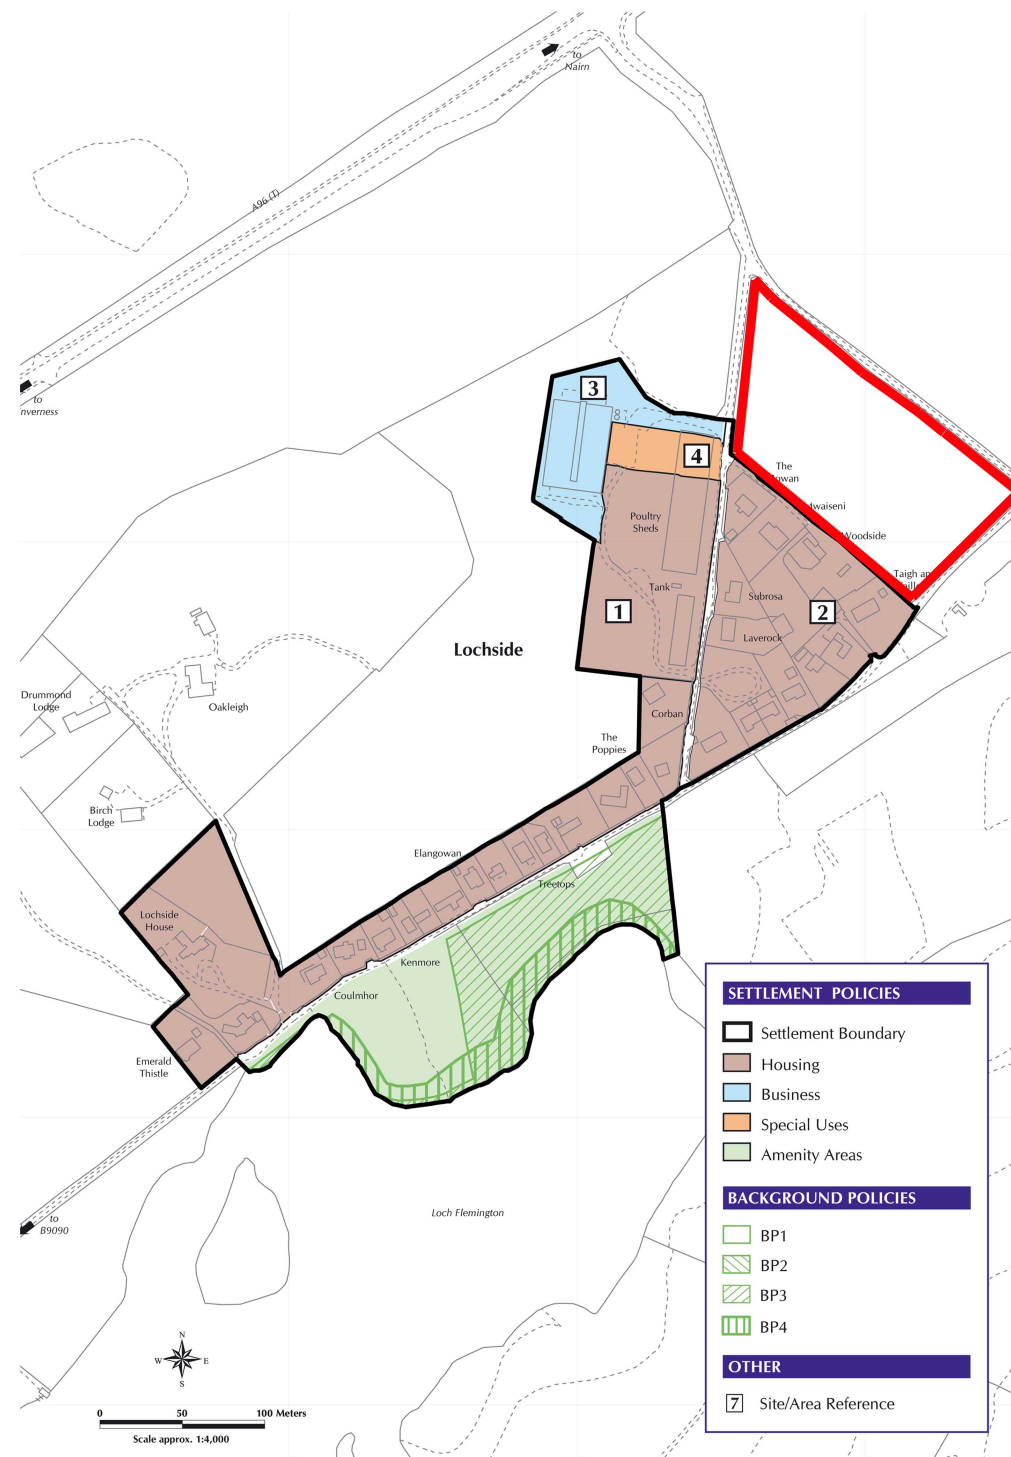 to
Nairn
A96 (T)
to
nverness
3
4
The
owan
waiseni
Woodside
Taigh an
Poultry
Sheds
Tank
Subrosa
1
2
Laverock
Lochside
Drummond
Lodge
Oakleigh
Corban
The
Poppies
Birch
Lodge
Elangowan
Treetops
Lochside
House
Kenmore
Coulmhor
Emerald
Thistle
to
B9090
Loch Flemington
N
W
E
S
0 50 100 Meters
Scale approx. 1:4,000
SETTLEMENT POLICIES
Settlement Boundary
Housing
Business
Special Uses
Amenity Areas
BACKGROUND POLICIES
BP1
BP2
BP3
BP4
OTHER
7 Site/Area Reference